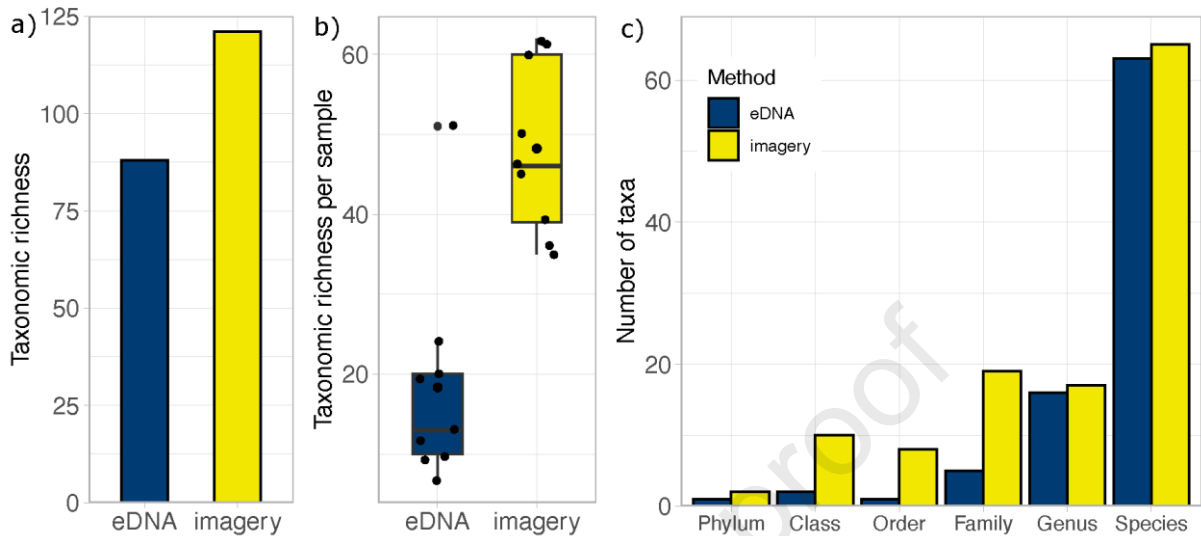 a)
125
100
75
50
25
0
Taxonomic richness
eDNA imagery
b)
60
40
20
Taxonomic richness per sample
eDNA imagery
c)
60
40
20
0
Number of taxa
Method
eDNA
imagery
Phylum Class Order Family Genus Species
proof